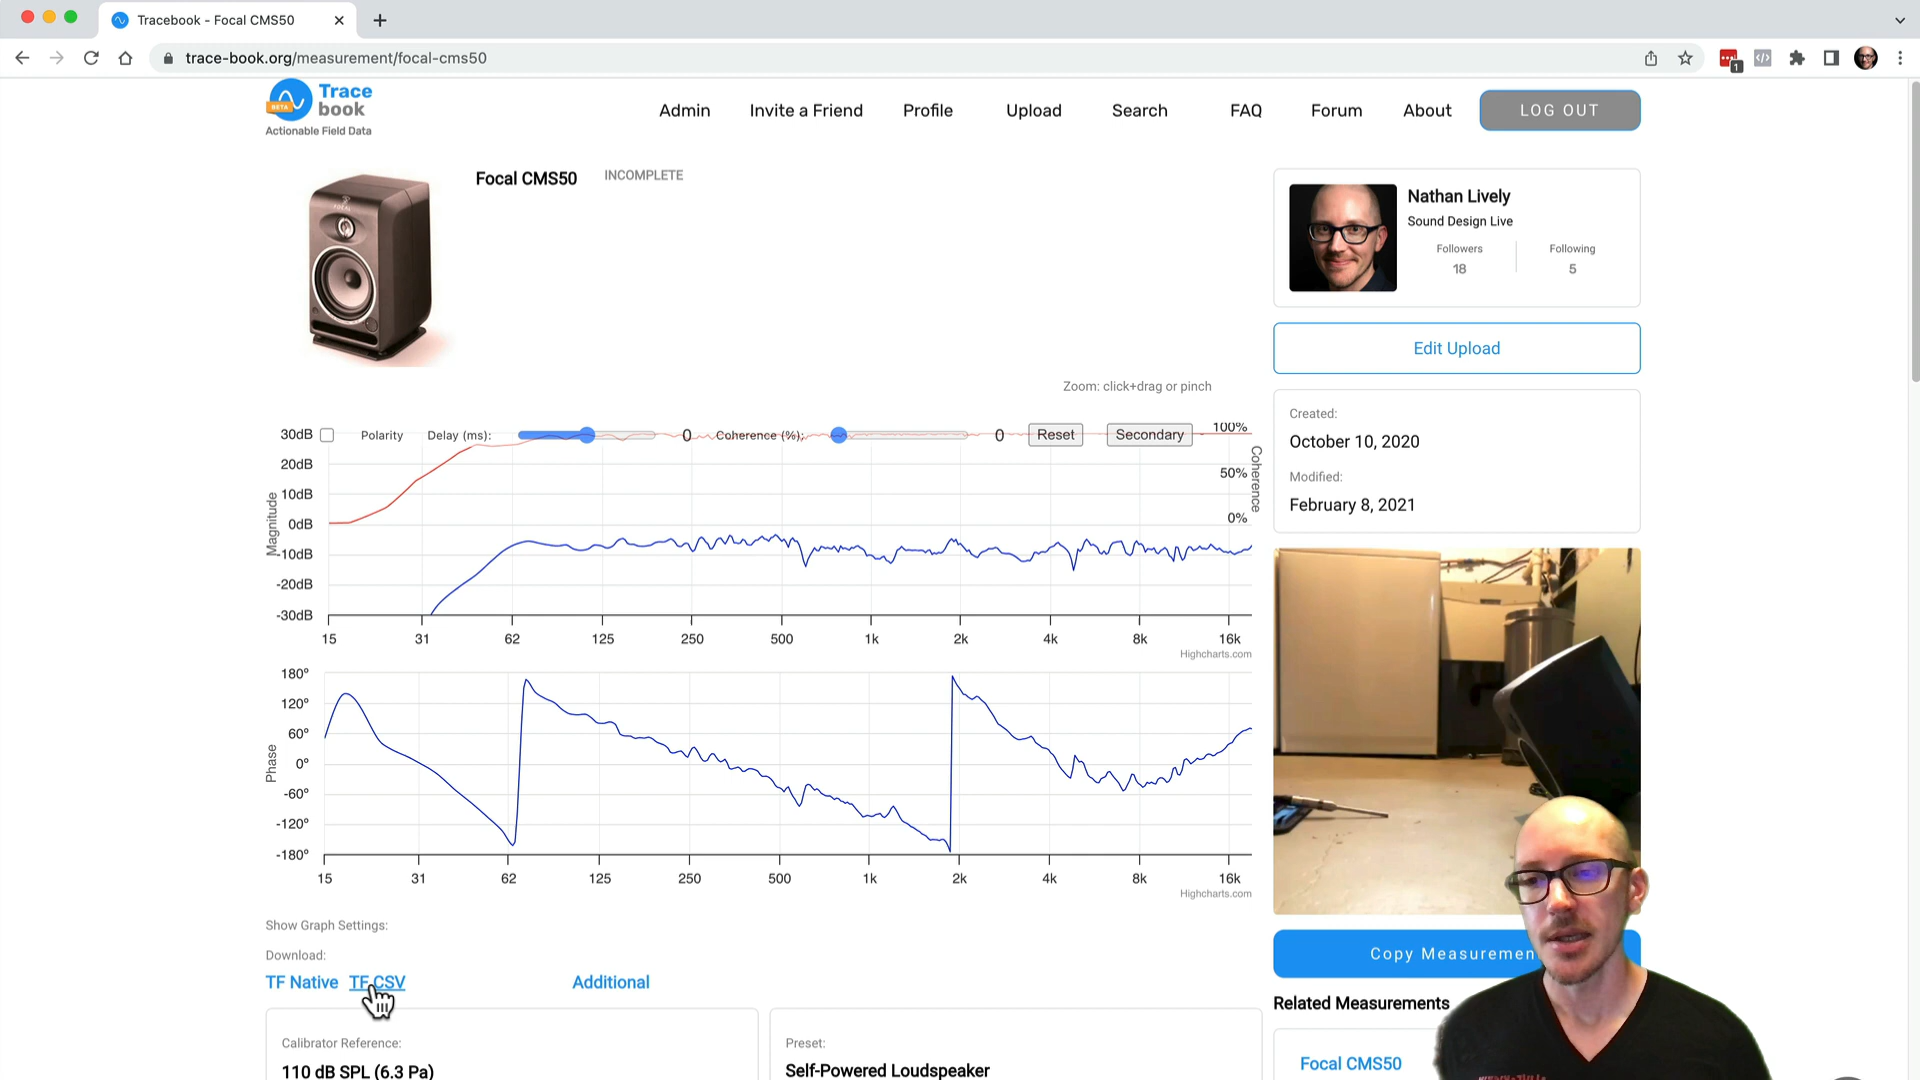 Tracebook - Focal CMS50
trace-book.org/measurement/focal-cms50
1
Trace
book
BETA
Actionable Field Data
Admin
Invite a Friend
Profile
Upload
Search
FAQ
Forum
About
LOG OUT
Focal CMS50
INCOMPLETE
Nathan Lively
Sound Design Live
Followers
Following
18
5
Edit Upload
Zoom: click+drag or pinch
Created:
October 10, 2020
Modified:
February 8, 2021
Polarity
Delay (ms):
0
Coherence (%):
0
Reset
Secondary
30dB
20dB
10dB
0dB
-10dB
-20dB
-30dB
Magnitude
100%
50%
0%
Coherence
15 31 62 125 250 500 1k 2k 4k 8k 16k
Highcharts.com
180°
120°
60°
0°
-60°
-120°
-180°
Phase
15 31 62 125 250 500 1k 2k 4k 8k 16k
Highcharts.com
Show Graph Settings:
Download:
TF Native
TF CSV
Additional
Copy Measuremen
Related Measurements
Focal CMS50
Calibrator Reference:
110 dB SPL (6.3 Pa)
Preset:
Self-Powered Loudspeaker